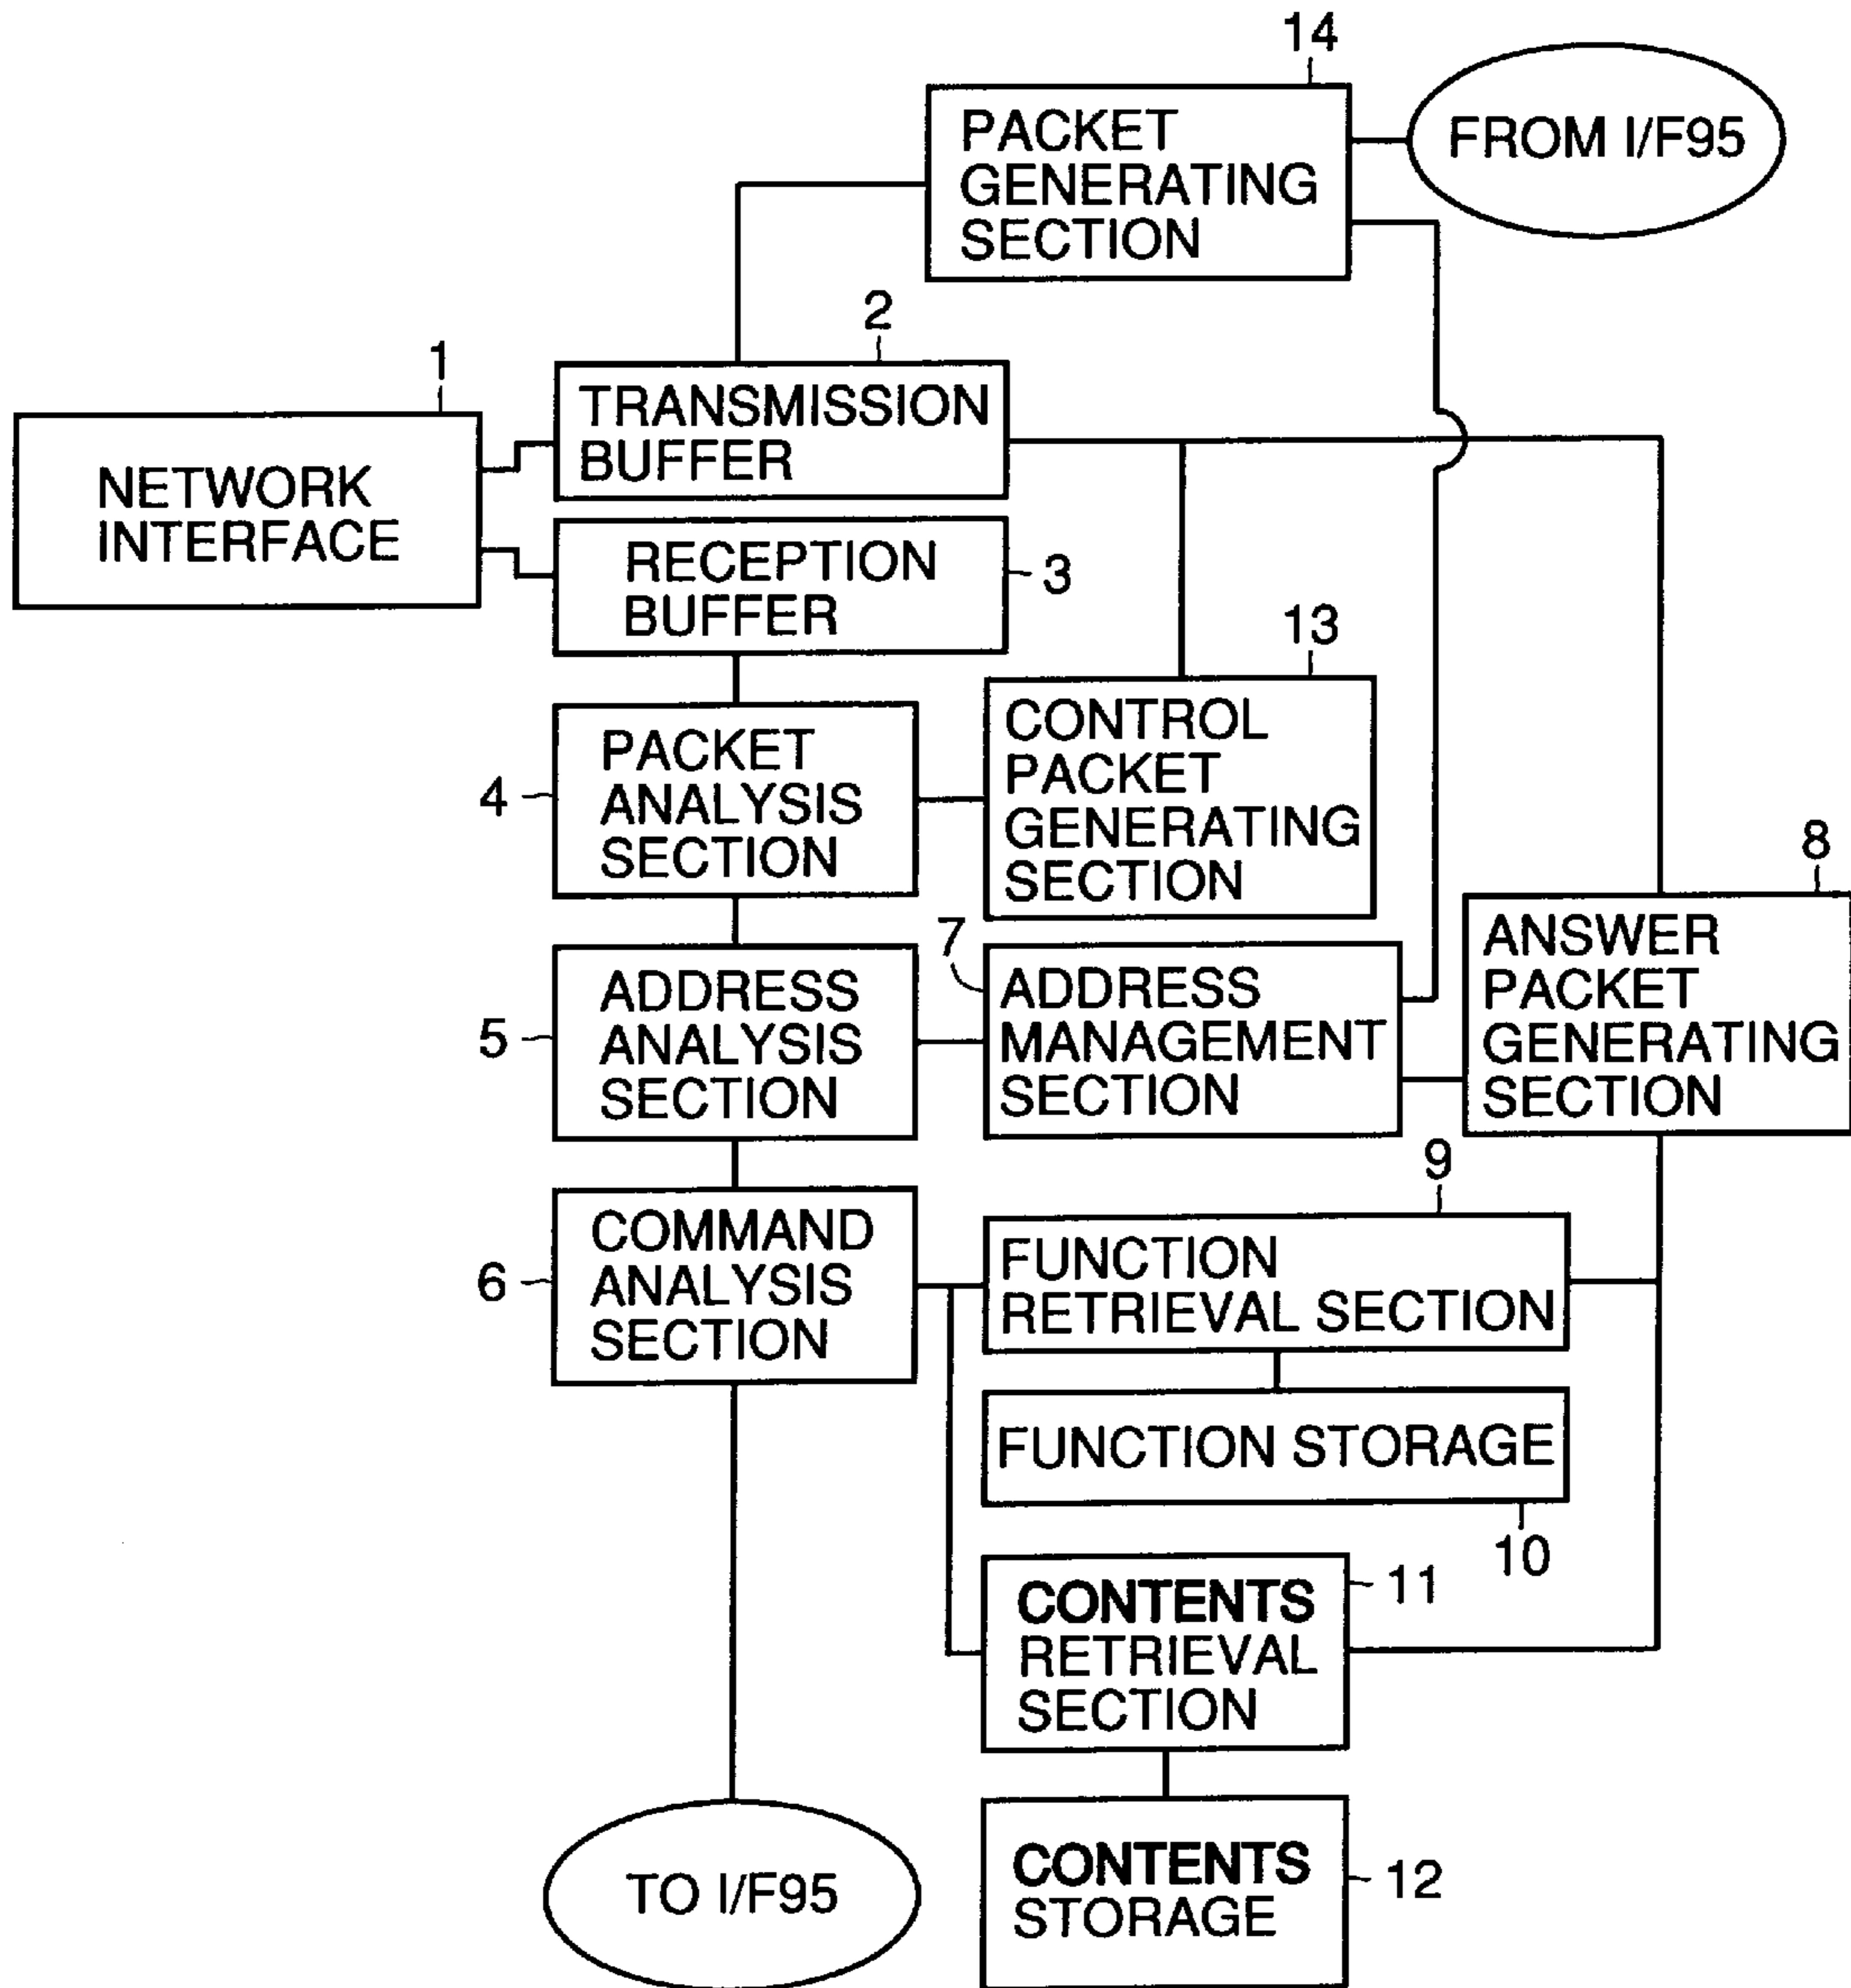 14
PACKET
GENERATING
SECTION
FROM I/F95
2
TRANSMISSION
BUFFER
1
NETWORK
INTERFACE
RECEPTION
BUFFER
3
13
CONTROL
PACKET
GENERATING
SECTION
PACKET
ANALYSIS
SECTION
4
8
ANSWER
PACKET
GENERATING
SECTION
7
ADDRESS
MANAGEMENT
SECTION
ADDRESS
ANALYSIS
SECTION
5
9
FUNCTION
RETRIEVAL SECTION
COMMAND
ANALYSIS
SECTION
6
FUNCTION STORAGE
10
CONTENTS
RETRIEVAL
SECTION
11
CONTENTS
STORAGE
12
TO I/F95